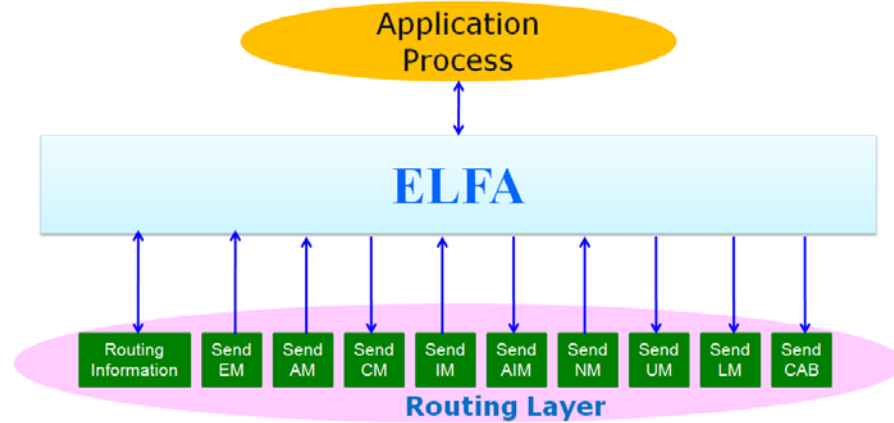 Application
Process
ELFA
Routing
Information
Send
EM
Send
AM
Send
CM
Send
IM
Send
AIM
Send
NM
Send
UM
Send
LM
Send
CAB
Routing Layer